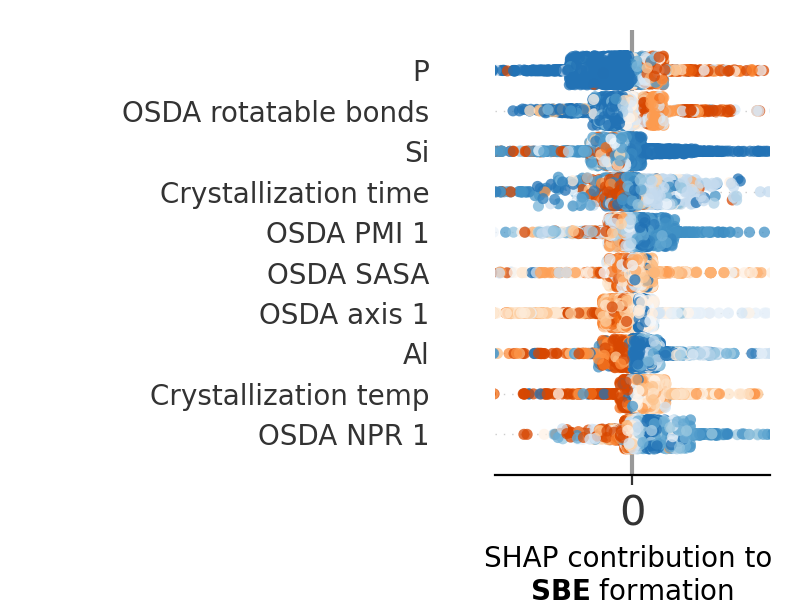 P
OSDA rotatable bonds
Si
Crystallization time
OSDA PMI 1
OSDA SASA
OSDA axis 1
Al
Crystallization temp
OSDA NPR 1
0
SHAP contribution to
SBE formation